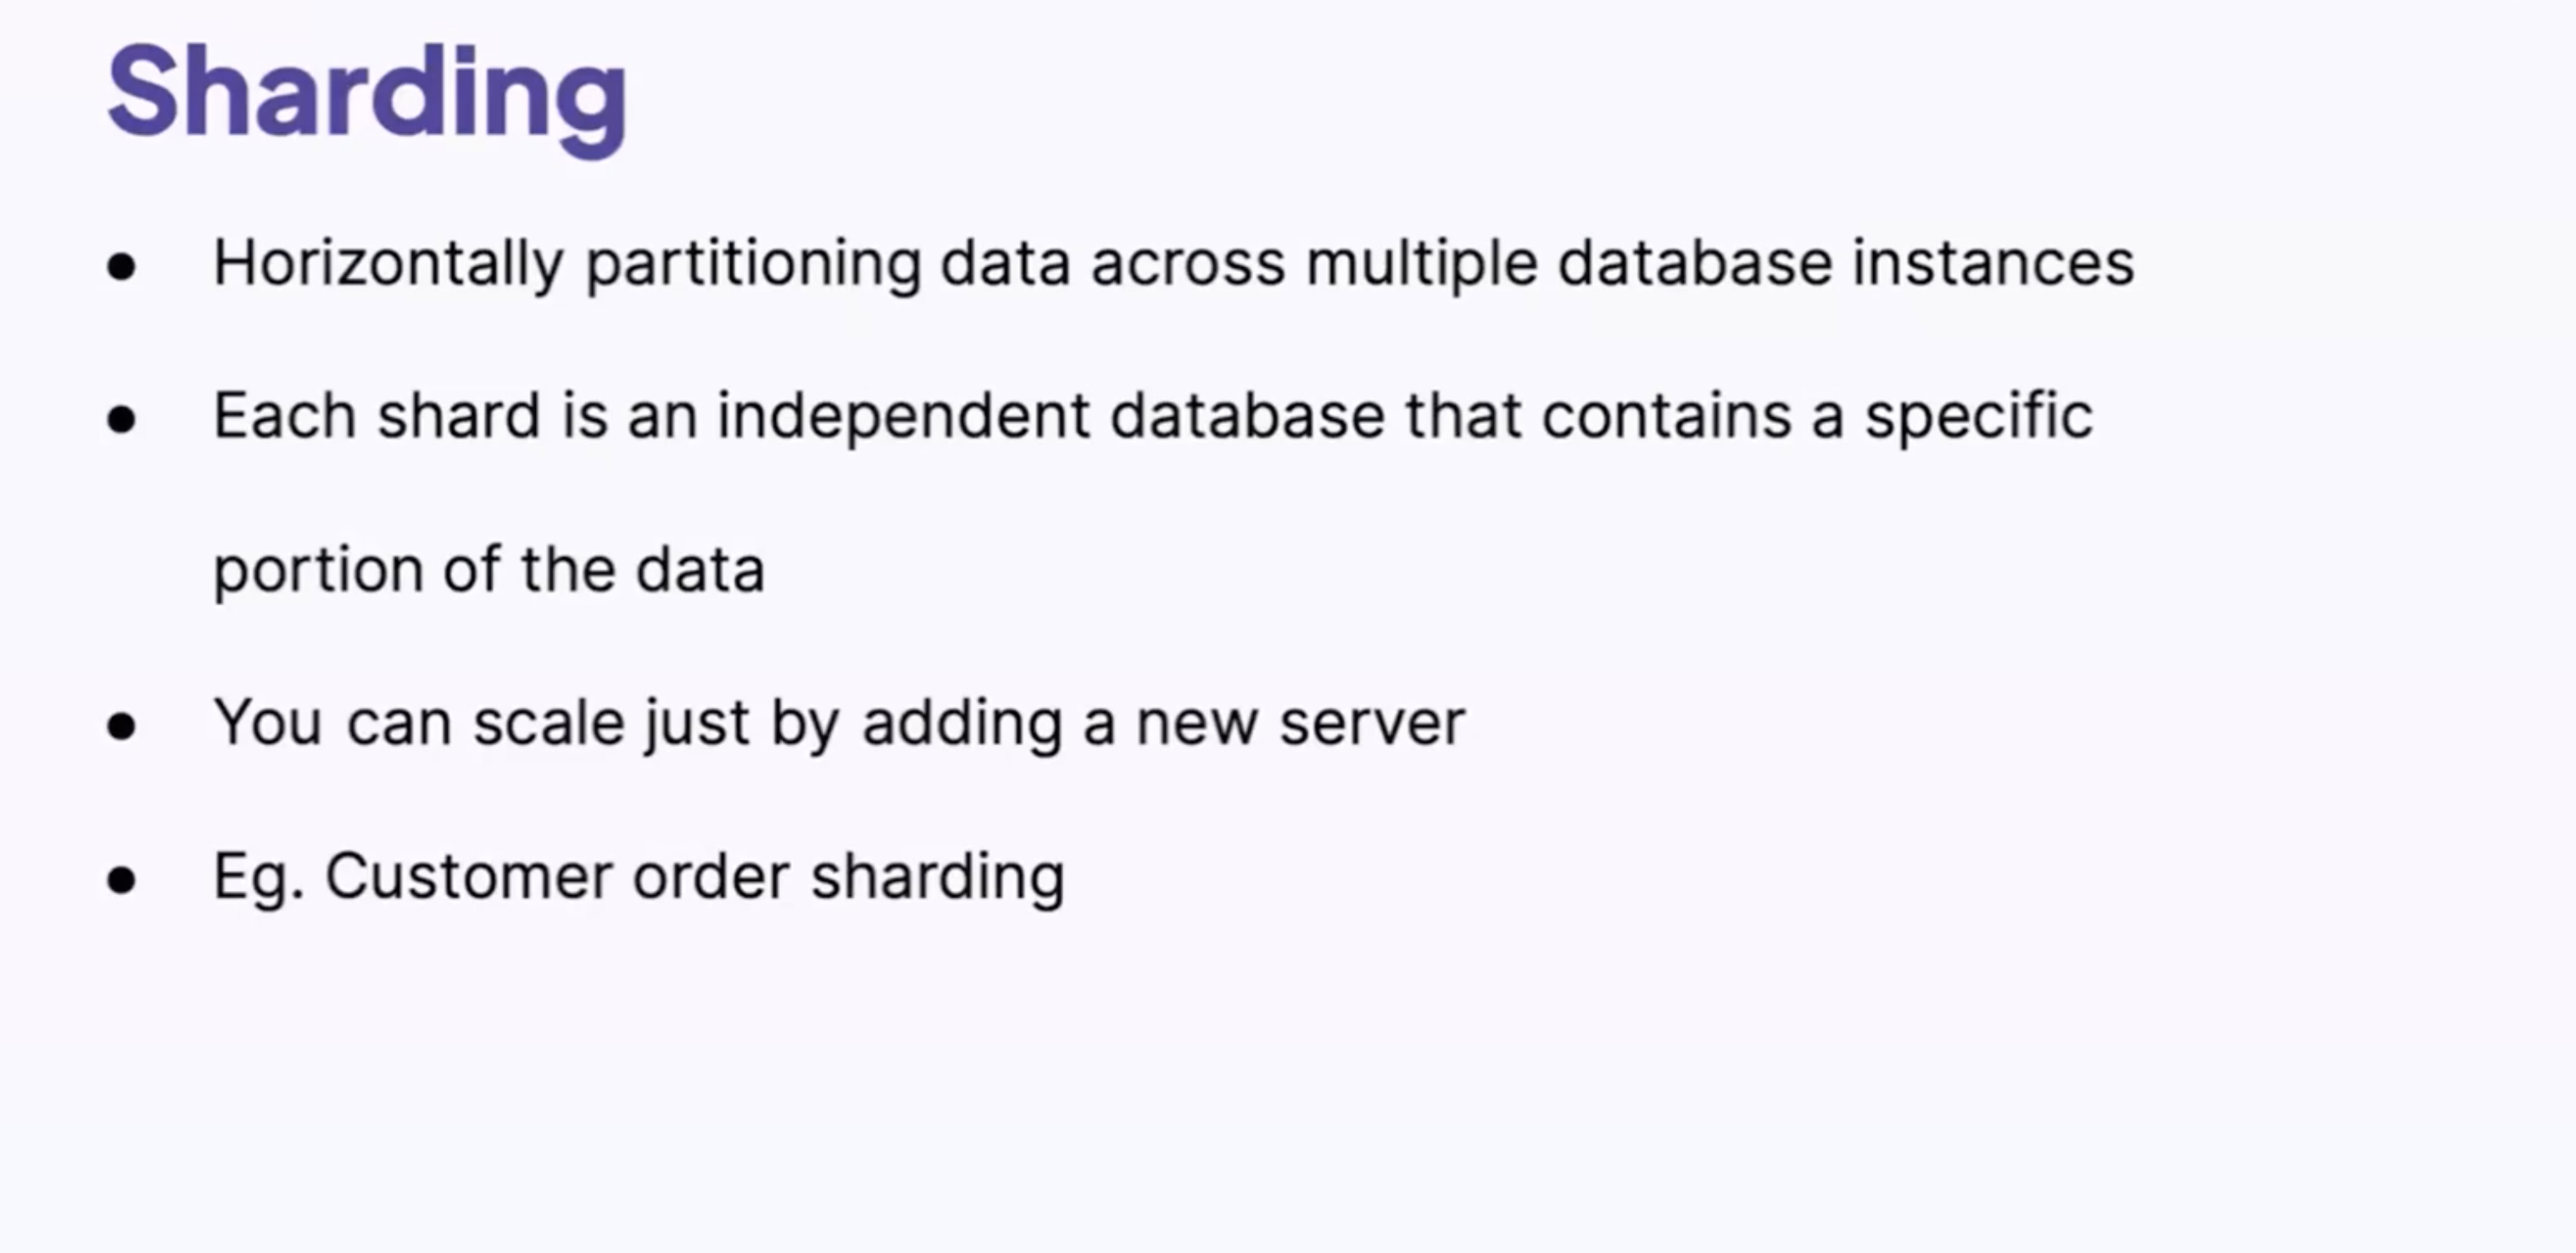 Sharding
● Horizontally partitioning data across multiple database instances
● Each shard is an independent database that contains a specific
portion of the data
● You can scale just by adding a new server
● Eg. Customer order sharding